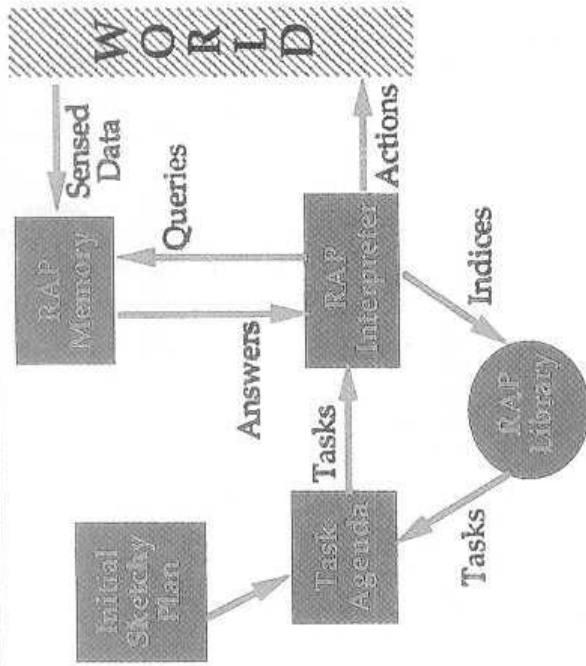 Initial
Sketchy
Plan
RAP
Memory
Sensed
Data
W
O
R
L
D
Queries
Answers
Task
Agenda
Tasks
RAP
Interpreter
Actions
Tasks
Indices
RAP
Library